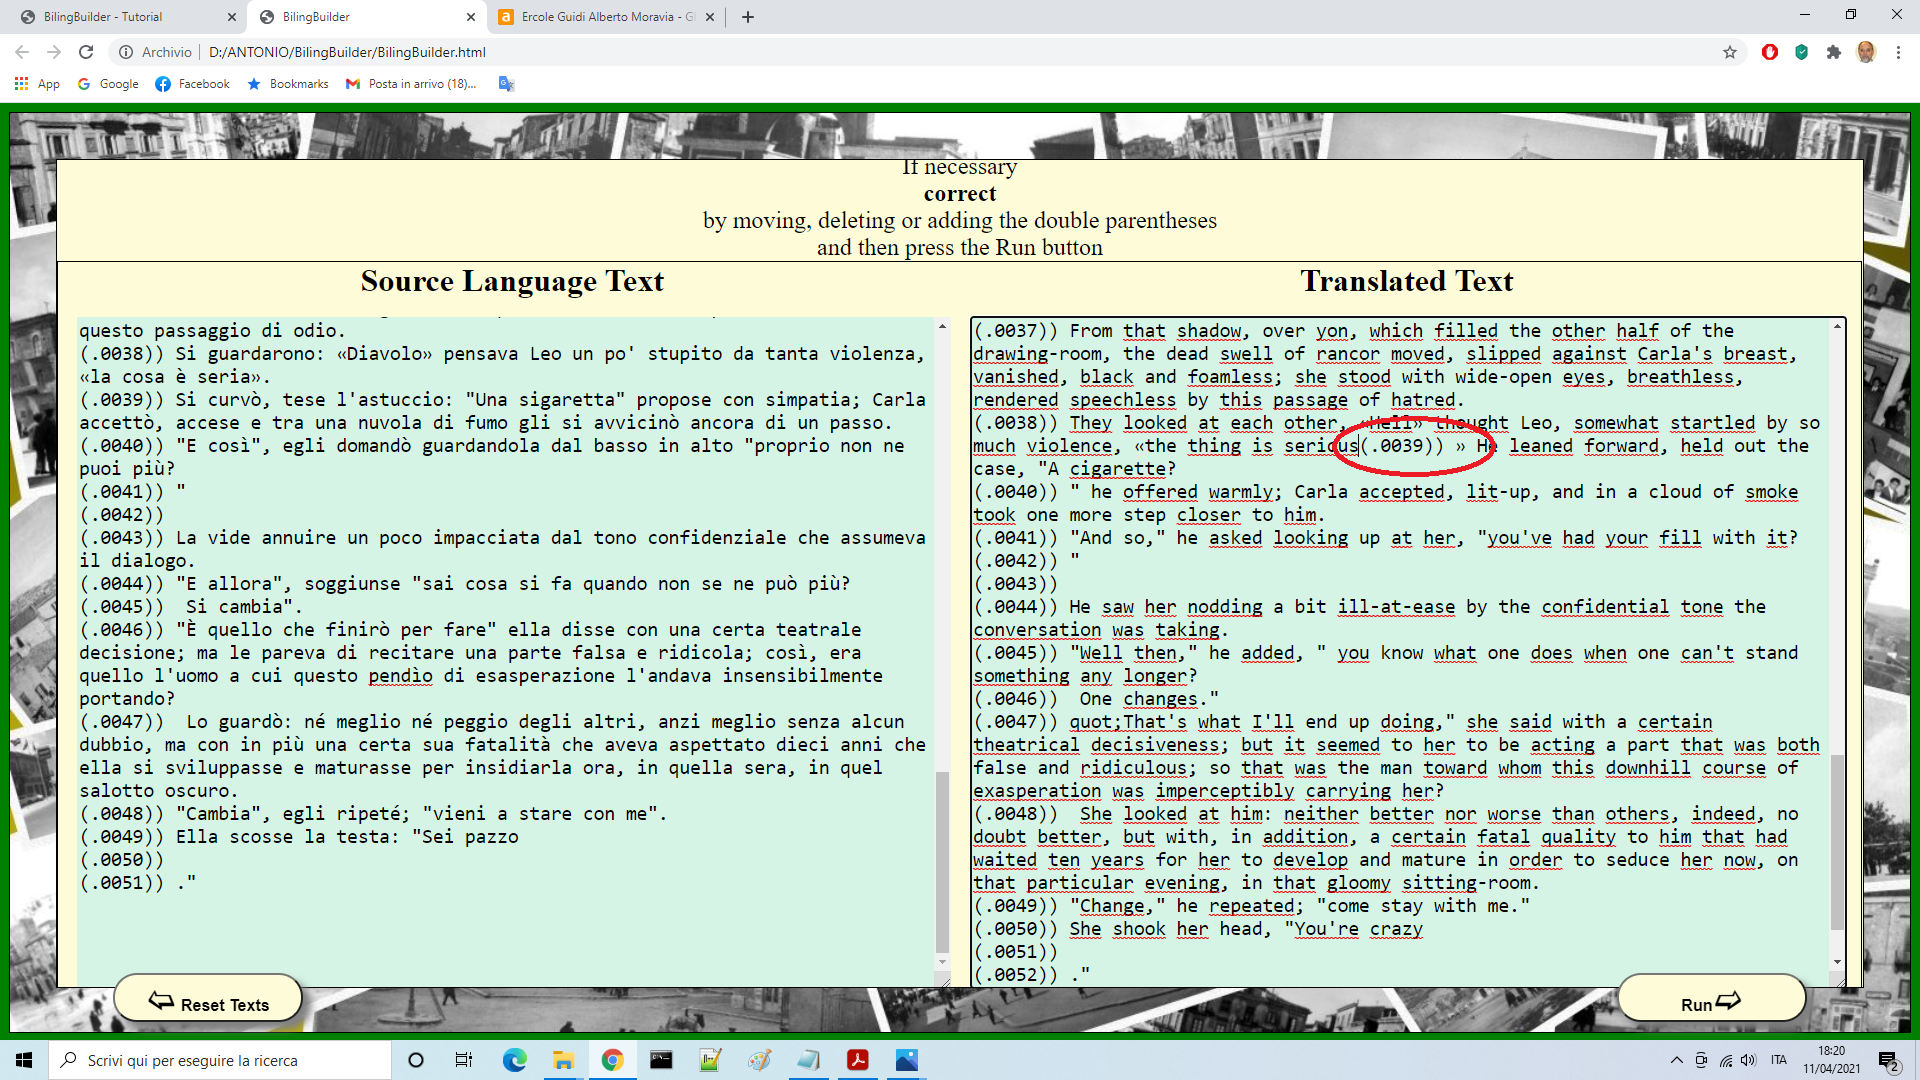 BilingBuilder - Tutorial
BilingBuilder
Ercole Guidi Alberto Moravia - Gl
Archivio
D:/ANTONIO/BilingBuilder/BilingBuilder.html
App
Google
Facebook
Bookmarks
Posta in arrivo (18)...
If necessary
correct
by moving, deleting or adding the double parentheses
and then press the Run button
Source Language Text
questo passaggio di odio.
(.0038)) Si guardarono: «Diavolo» pensava Leo un po' stupito da tanta violenza,
«la cosa è seria».
(.0039)) Si curvò, tese l'astuccio: "Una sigaretta" propose con simpatia; Carla
accettò, accese e tra una nuvola di fumo gli si avvicinò ancora di un passo.
(.0040)) "E così", egli domandò guardandola dal basso in alto "proprio non ne
puoi più?
(.0041)) "
(.0042))
(.0043)) La vide annuire un poco impacciata dal tono confidenziale che assumeva
il dialogo.
(.0044)) "E allora", soggiunse "sai cosa si fa quando non se ne può più?
(.0045))  Si cambia".
(.0046)) "È quello che finirò per fare" ella disse con una certa teatrale
decisione; ma le pareva di recitare una parte falsa e ridicola; così, era
quello l'uomo a cui questo pendìo di esasperazione l'andava insensibilmente
portando?
(.0047))  Lo guardò: né meglio né peggio degli altri, anzi meglio senza alcun
dubbio, ma con in più una certa sua fatalità che aveva aspettato dieci anni che
ella si sviluppasse e maturasse per insidiarla ora, in quella sera, in quel
salotto oscuro.
(.0048)) "Cambia", egli ripeté; "vieni a stare con me".
(.0049)) Ella scosse la testa: "Sei pazzo
(.0050))
(.0051)) ."
Translated Text
(.0037)) From that shadow, over yon, which filled the other half of the
drawing-room, the dead swell of rancor moved, slipped against Carla's breast,
vanished, black and foamless; she stood with wide-open eyes, breathless,
rendered speechless by this passage of hatred.
(.0038)) They looked at each other, «Hell» thought Leo, somewhat startled by so
much violence, «the thing is serious(.0039)) » He leaned forward, held out the
case, "A cigarette?
(.0040)) " he offered warmly; Carla accepted, lit-up, and in a cloud of smoke
took one more step closer to him.
(.0041)) "And so," he asked looking up at her, "you've had your fill with it?
(.0042)) "
(.0043))
(.0044)) He saw her nodding a bit ill-at-ease by the confidential tone the
conversation was taking.
(.0045)) "Well then," he added, " you know what one does when one can't stand
something any longer?
(.0046))  One changes."
(.0047)) quot;That's what I'll end up doing," she said with a certain
theatrical decisiveness; but it seemed to her to be acting a part that was both
false and ridiculous; so that was the man toward whom this downhill course of
exasperation was imperceptibly carrying her?
(.0048))  She looked at him: neither better nor worse than others, indeed, no
doubt better, but with, in addition, a certain fatal quality to him that had
waited ten years for her to develop and mature in order to seduce her now, on
that particular evening, in that gloomy sitting-room.
(.0049)) "Change," he repeated; "come stay with me."
(.0050)) She shook her head, "You're crazy
(.0051))
(.0052)) ."
Reset Texts
Run
Scrivi qui per eseguire la ricerca
ITA
18:20
11/04/2021
2